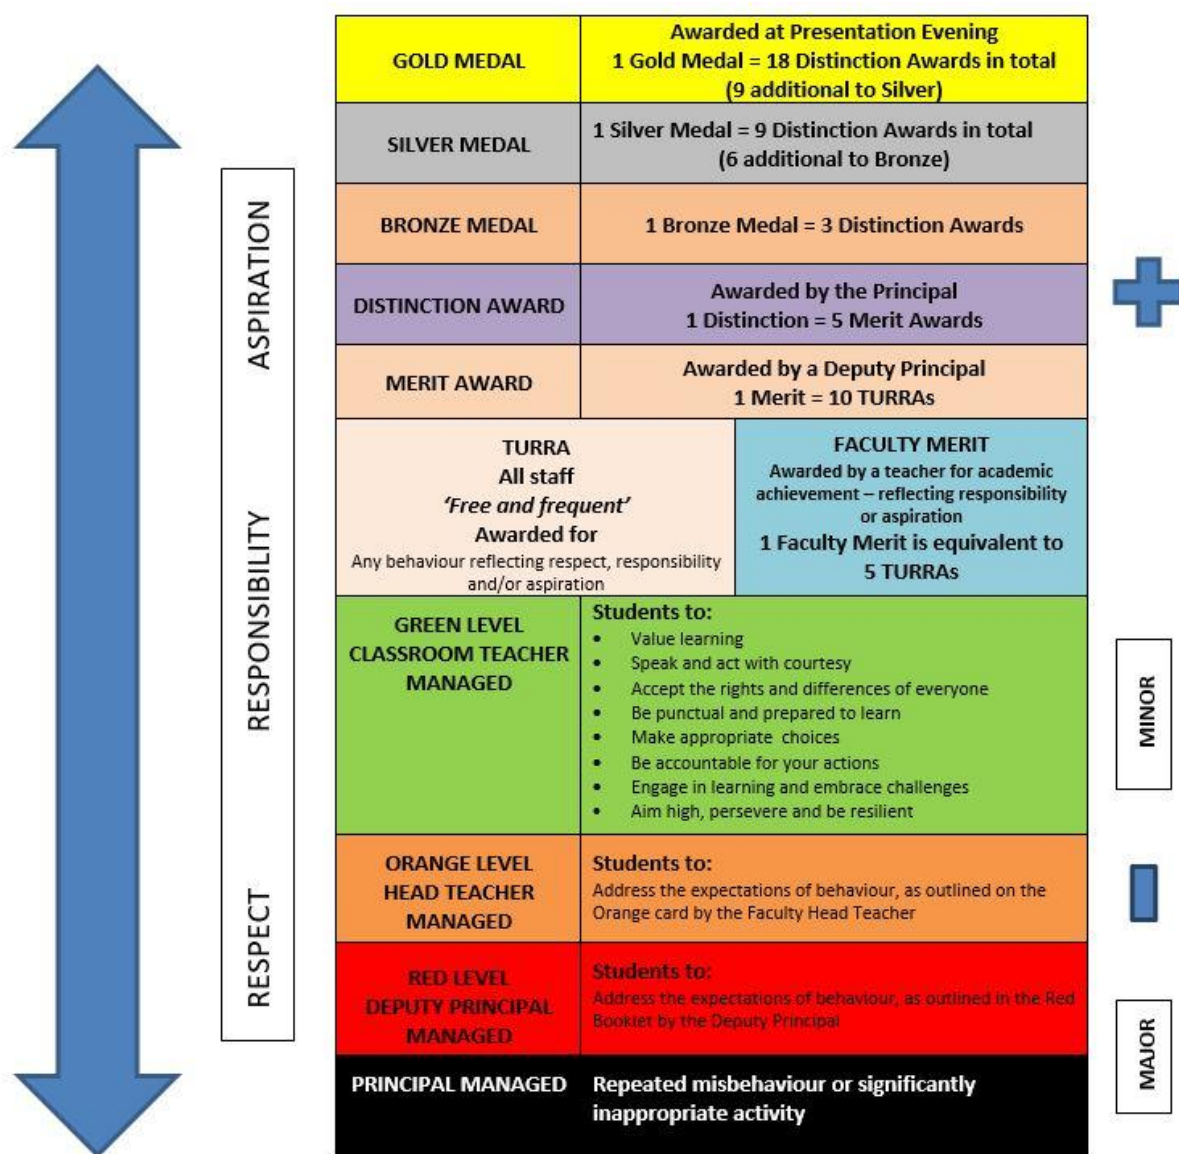 GOLD MEDAL
Awarded at Presentation Evening
1 Gold Medal = 18 Distinction Awards in total
(9 additional to Silver)
SILVER MEDAL
1 Silver Medal = 9 Distinction Awards in total
(6 additional to Bronze)
BRONZE MEDAL
1 Bronze Medal = 3 Distinction Awards
DISTINCTION AWARD
Awarded by the Principal
1 Distinction = 5 Merit Awards
MERIT AWARD
Awarded by a Deputy Principal
1 Merit = 10 TURRAs
TURRA
All staff
‘Free and frequent’
Awarded for
Any behaviour reflecting respect, responsibility
and/or aspiration
FACULTY MERIT
Awarded by a teacher for academic
achievement – reflecting responsibility
or aspiration
1 Faculty Merit is equivalent to
5 TURRAs
GREEN LEVEL
CLASSROOM TEACHER
MANAGED
Students to:
• Value learning
• Speak and act with courtesy
• Accept the rights and differences of everyone
• Be punctual and prepared to learn
• Make appropriate choices
• Be accountable for your actions
• Engage in learning and embrace challenges
• Aim high, persevere and be resilient
ORANGE LEVEL
HEAD TEACHER
MANAGED
Students to:
Address the expectations of behaviour, as outlined on the
Orange card by the Faculty Head Teacher
RED LEVEL
DEPUTY PRINCIPAL
MANAGED
Students to:
Address the expectations of behaviour, as outlined in the Red
Booklet by the Deputy Principal
PRINCIPAL MANAGED
Repeated misbehaviour or significantly
inappropriate activity
RESPECT RESPONSIBILITY ASPIRATION
MINOR
MAJOR